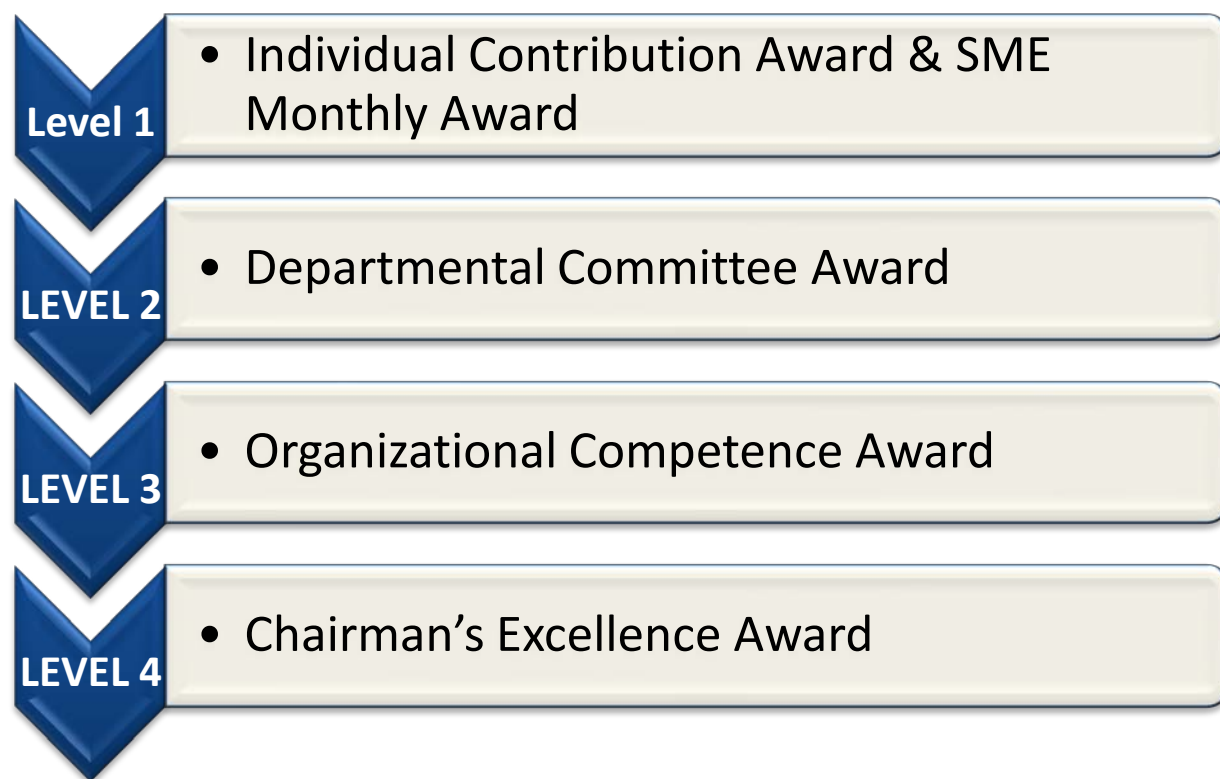 Level 1
• Individual Contribution Award & SME
Monthly Award
LEVEL 2
• Departmental Committee Award
LEVEL 3
• Organizational Competence Award
LEVEL 4
• Chairman’s Excellence Award